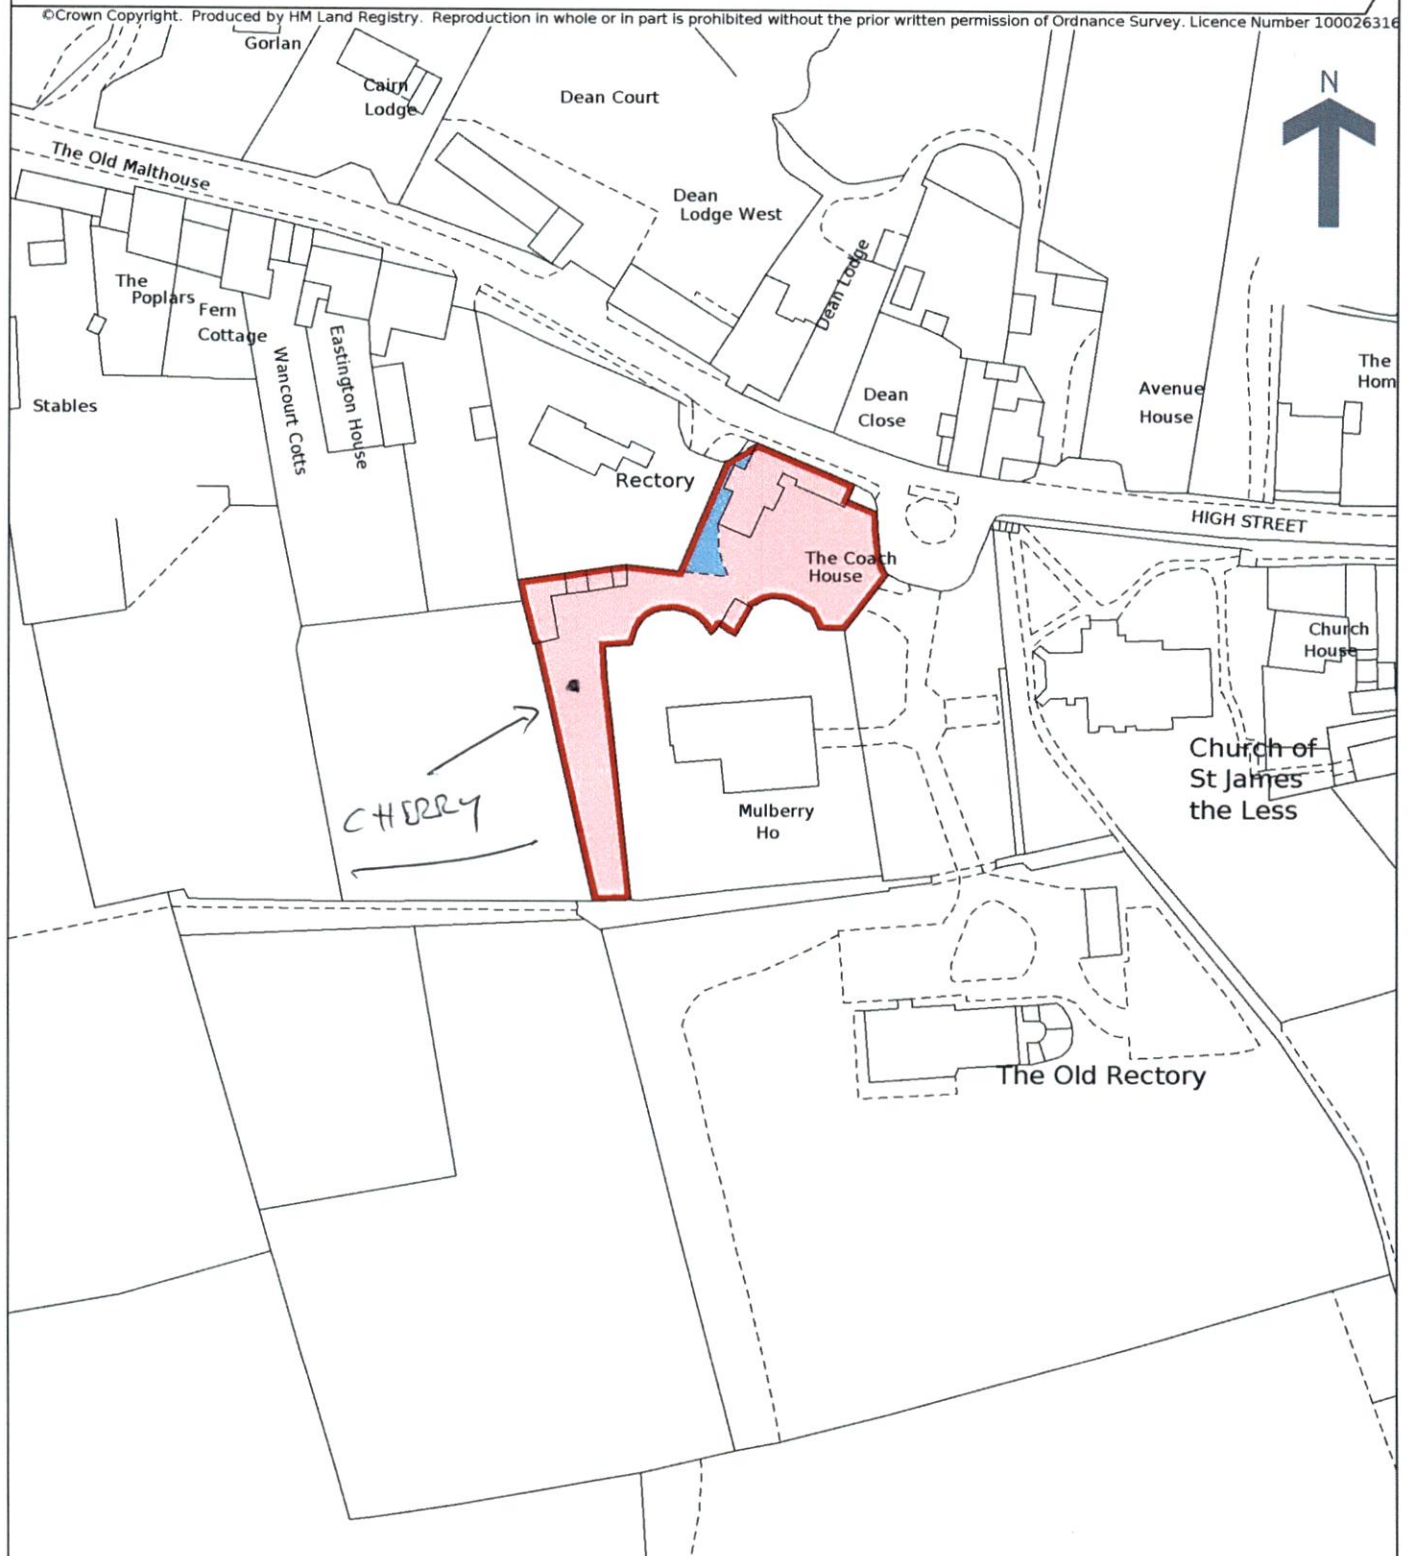 ©Crown Copyright. Produced by HM Land Registry. Reproduction in whole or in part is prohibited without the prior written permission of Ordnance Survey. Licence Number 100026316
Gorlan
Cairn
Lodge
Dean Court
N
The Old Malthouse
Dean
Lodge West
Dean Lodge
The
Poplars
Fern
Cottage
Wancourt Cotts
Eastington House
Stables
Dean
Close
Avenue
House
The
Hom
Rectory
HIGH STREET
The Coach
House
Church
House
Church of
St James
the Less
CHERRY
Mulberry
Ho
The Old Rectory